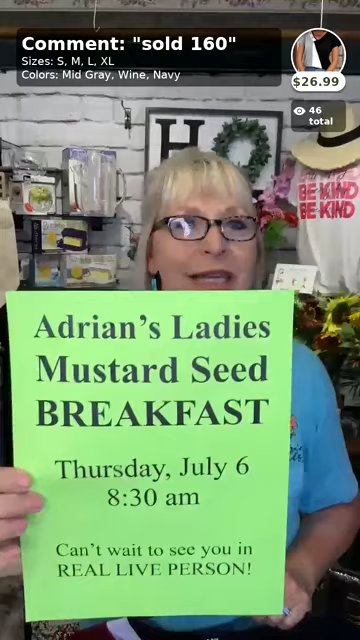 Comment: "sold 160"
Sizes: S, M, L, XL
Colors: Mid Gray, Wine, Navy
$26.99
46
total
H
BE KIND
BE KIND
Adrian's Ladies
Mustard Seed
BREAKFAST
Thursday, July 6
8:30 am
Can't wait to see you in
REAL LIVE PERSON!